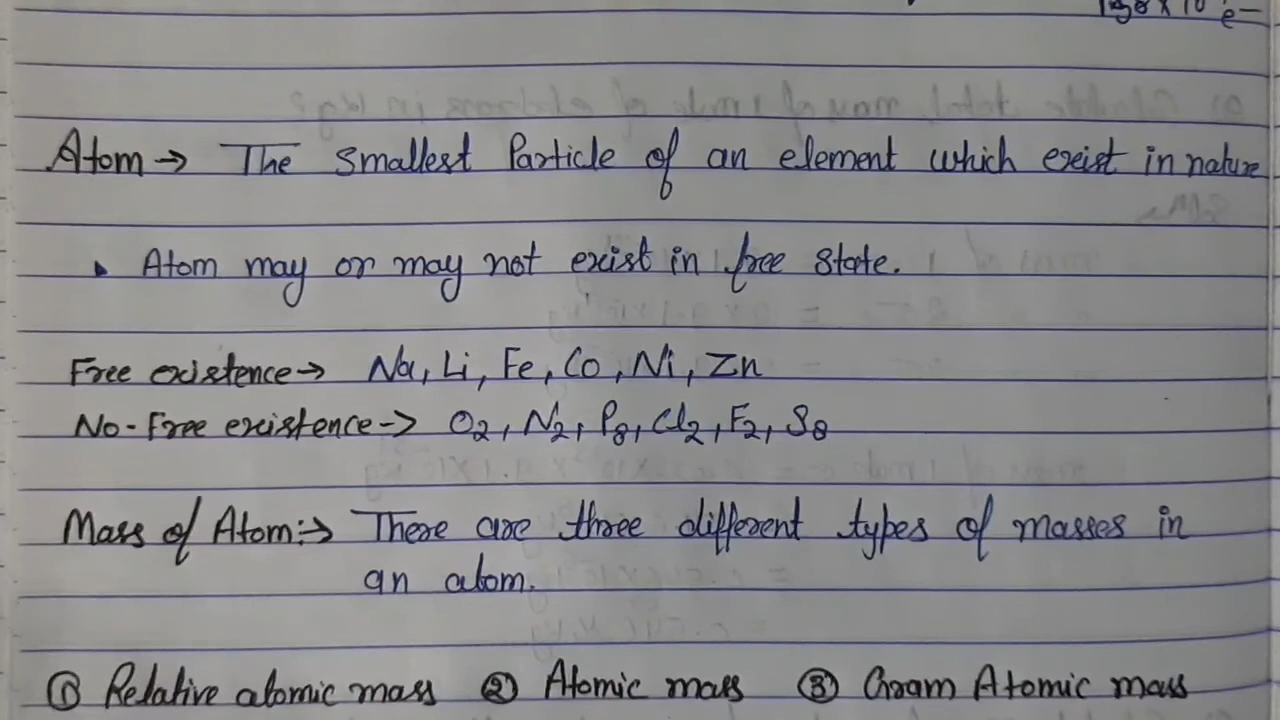 Atom → The smallest Particle of an element which exist in nature
• Atom may or may not exist in free state.
Free existence → Na, Li, Fe, Co, Ni, Zn
No-Free existence -> O2, N2, P8, Cl2, F2, S8
Mass of Atom:→ There are three different types of masses in
an atom.
① Relative atomic mass ② Atomic mass ③ Gram Atomic mass